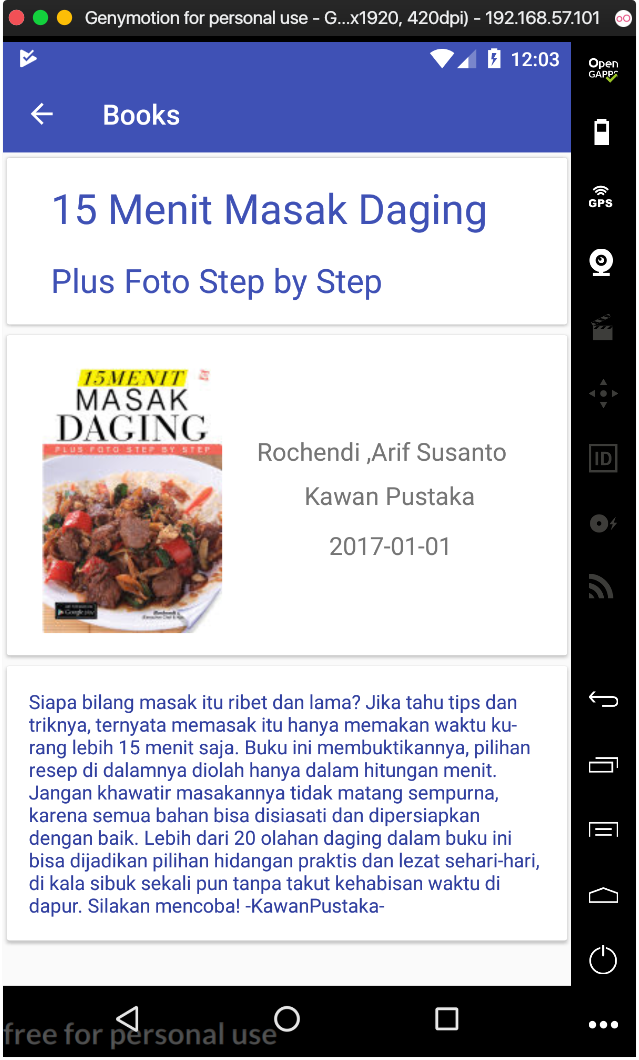 Genymotion for personal use - G...x1920, 420dpi) - 192.168.57.101
12:03
Open
GAPPS
Books
GPS
15 Menit Masak Daging
Plus Foto Step by Step
15 MENIT
MASAK
DAGING
PLUS FOTO STEP BY STEP
Google play
Rochendi ,Arif Susanto
Kawan Pustaka
2017-01-01
ID
Siapa bilang masak itu ribet dan lama? Jika tahu tips dan
triknya, ternyata memasak itu hanya memakan waktu ku-
rang lebih 15 menit saja. Buku ini membuktikannya, pilihan
resep di dalamnya diolah hanya dalam hitungan menit.
Jangan khawatir masakannya tidak matang sempurna,
karena semua bahan bisa disiasati dan dipersiapkan
dengan baik. Lebih dari 20 olahan daging dalam buku ini
bisa dijadikan pilihan hidangan praktis dan lezat sehari-hari,
di kala sibuk sekali pun tanpa takut kehabisan waktu di
dapur. Silakan mencoba! -KawanPustaka-
free for personal use